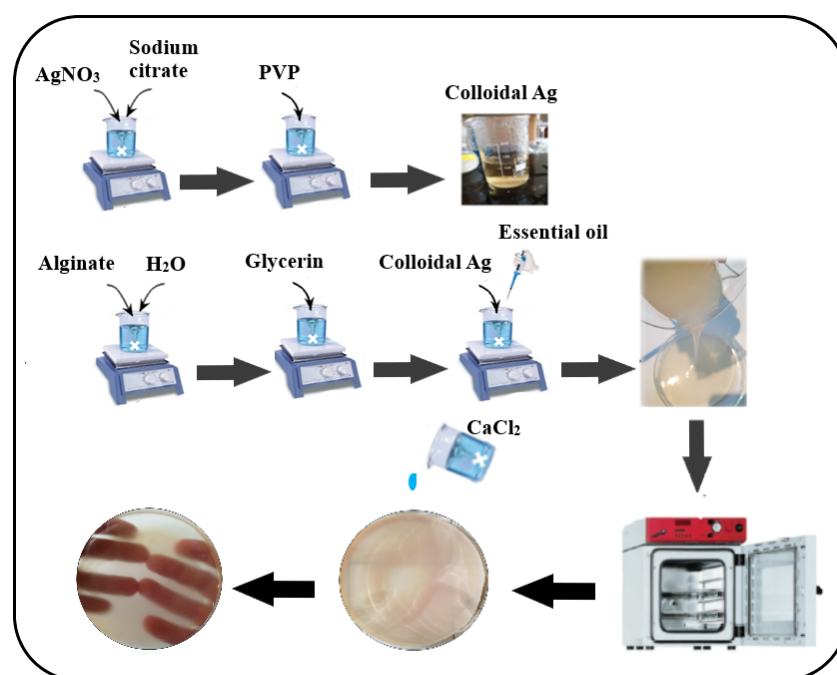 Sodium
citrate
AgNO₃
PVP
Colloidal Ag
Essential oil
Alginate
H₂O
Glycerin
Colloidal Ag
CaCl₂